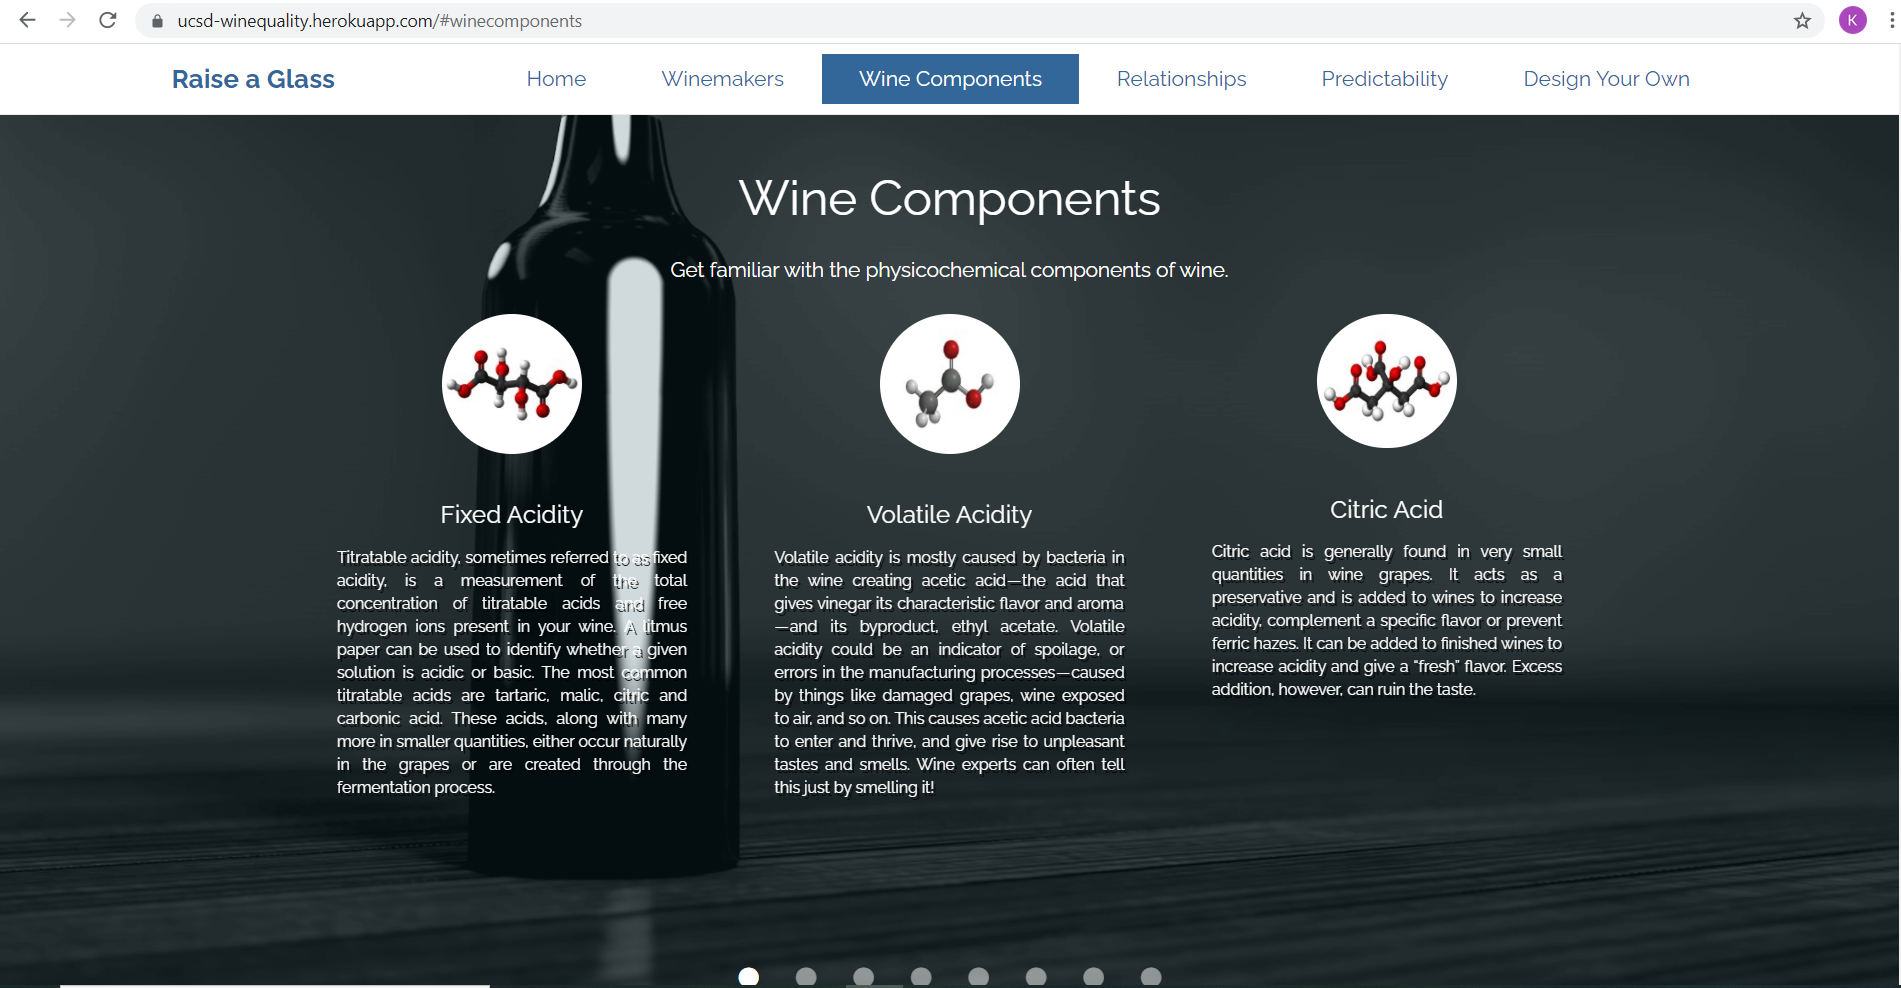 ucsd-winequality.herokuapp.com/#winecomponents
K
Raise a Glass
Home
Winemakers
Wine Components
Relationships
Predictability
Design Your Own
Wine Components
Get familiar with the physicochemical components of wine.
Fixed Acidity
Titratable acidity, sometimes referred to as fixed
acidity, is a measurement of the total
concentration of titratable acids and free
hydrogen ions present in your wine. A litmus
paper can be used to identify whether a given
solution is acidic or basic. The most common
titratable acids are tartaric, malic, citric and
carbonic acid. These acids, along with many
more in smaller quantities, either occur naturally
in the grapes or are created through the
fermentation process.
Volatile Acidity
Volatile acidity is mostly caused by bacteria in
the wine creating acetic acid—the acid that
gives vinegar its characteristic flavor and aroma
—and its byproduct, ethyl acetate. Volatile
acidity could be an indicator of spoilage, or
errors in the manufacturing processes—caused
by things like damaged grapes, wine exposed
to air, and so on. This causes acetic acid bacteria
to enter and thrive, and give rise to unpleasant
tastes and smells. Wine experts can often tell
this just by smelling it!
Citric Acid
Citric acid is generally found in very small
quantities in wine grapes. It acts as a
preservative and is added to wines to increase
acidity, complement a specific flavor or prevent
ferric hazes. It can be added to finished wines to
increase acidity and give a "fresh" flavor. Excess
addition, however, can ruin the taste.